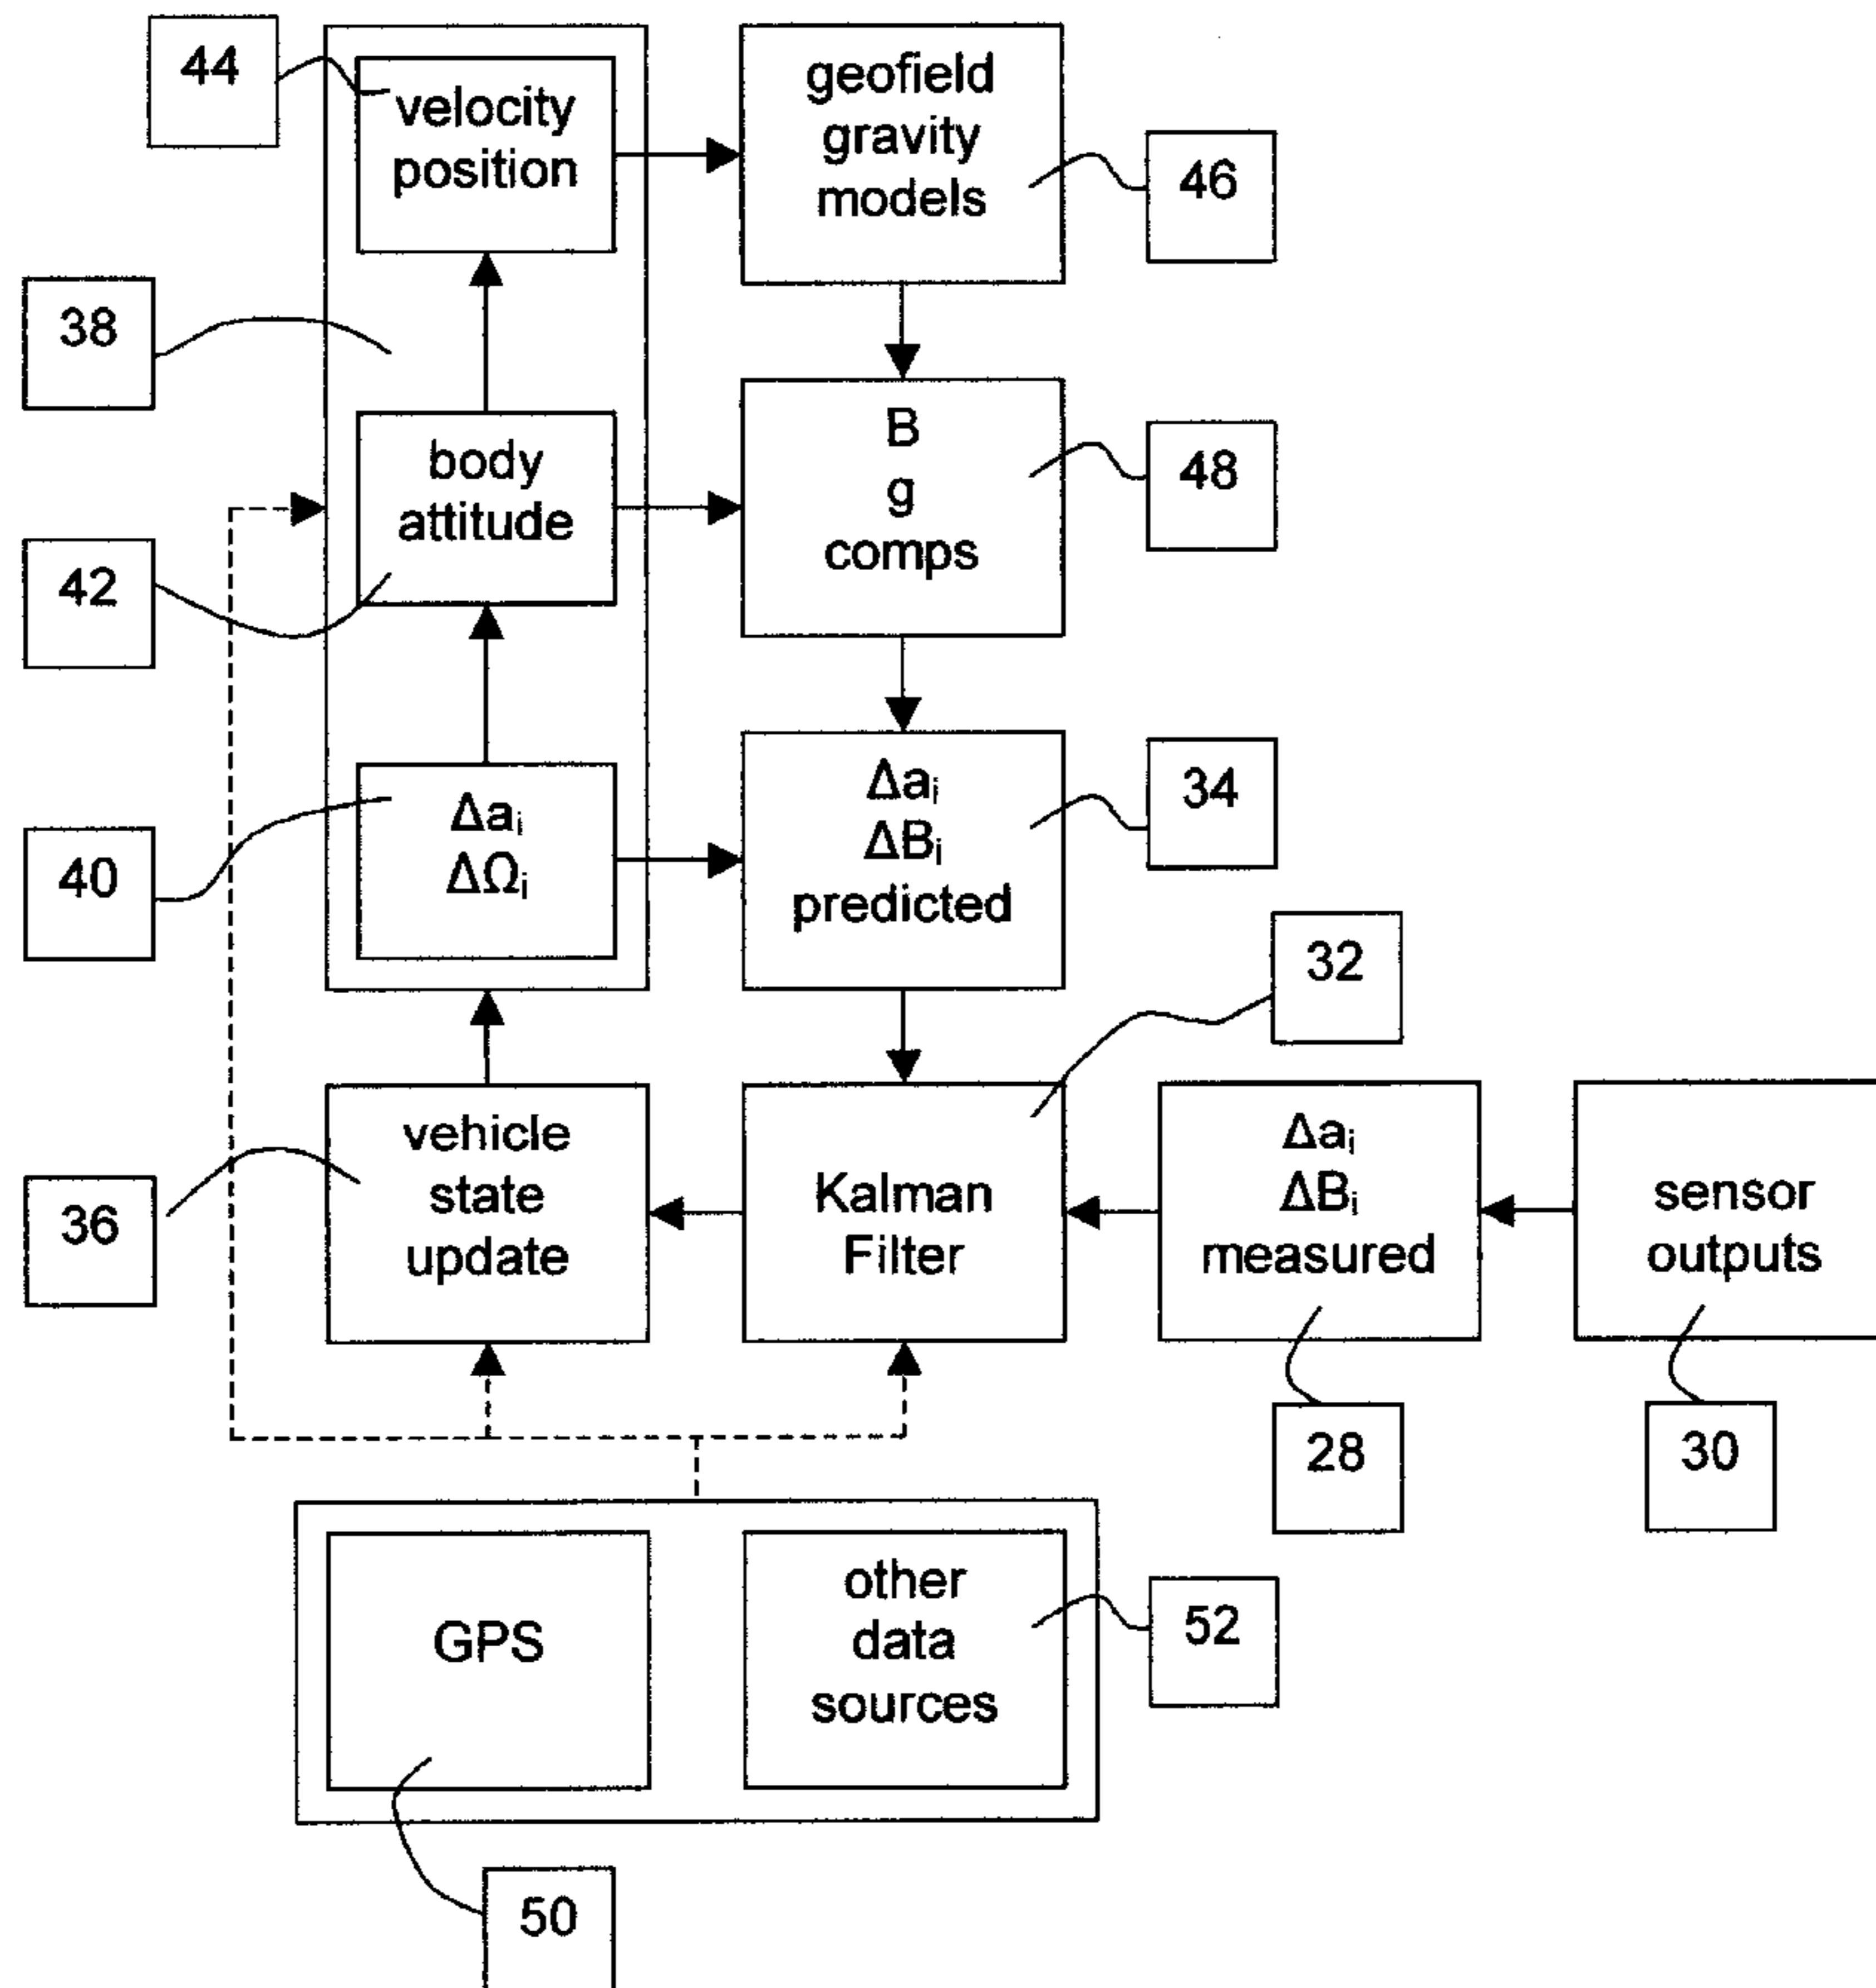 44
velocity
position
geofield
gravity
models
46
38
body
attitude
B
g
comps
48
42
40
Δaᵢ
ΔΩᵢ
Δaᵢ
ΔBᵢ
predicted
34
32
36
vehicle
state
update
Kalman
Filter
Δaᵢ
ΔBᵢ
measured
sensor
outputs
28
30
GPS
other
data
sources
52
50